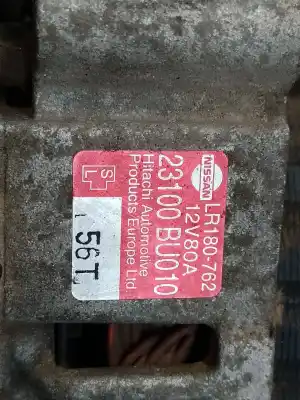 NISSAN
LR180-762
12V80A
23100 BU010
Hitachi Automotive
Products/Europe Ltd.
S
L
56T